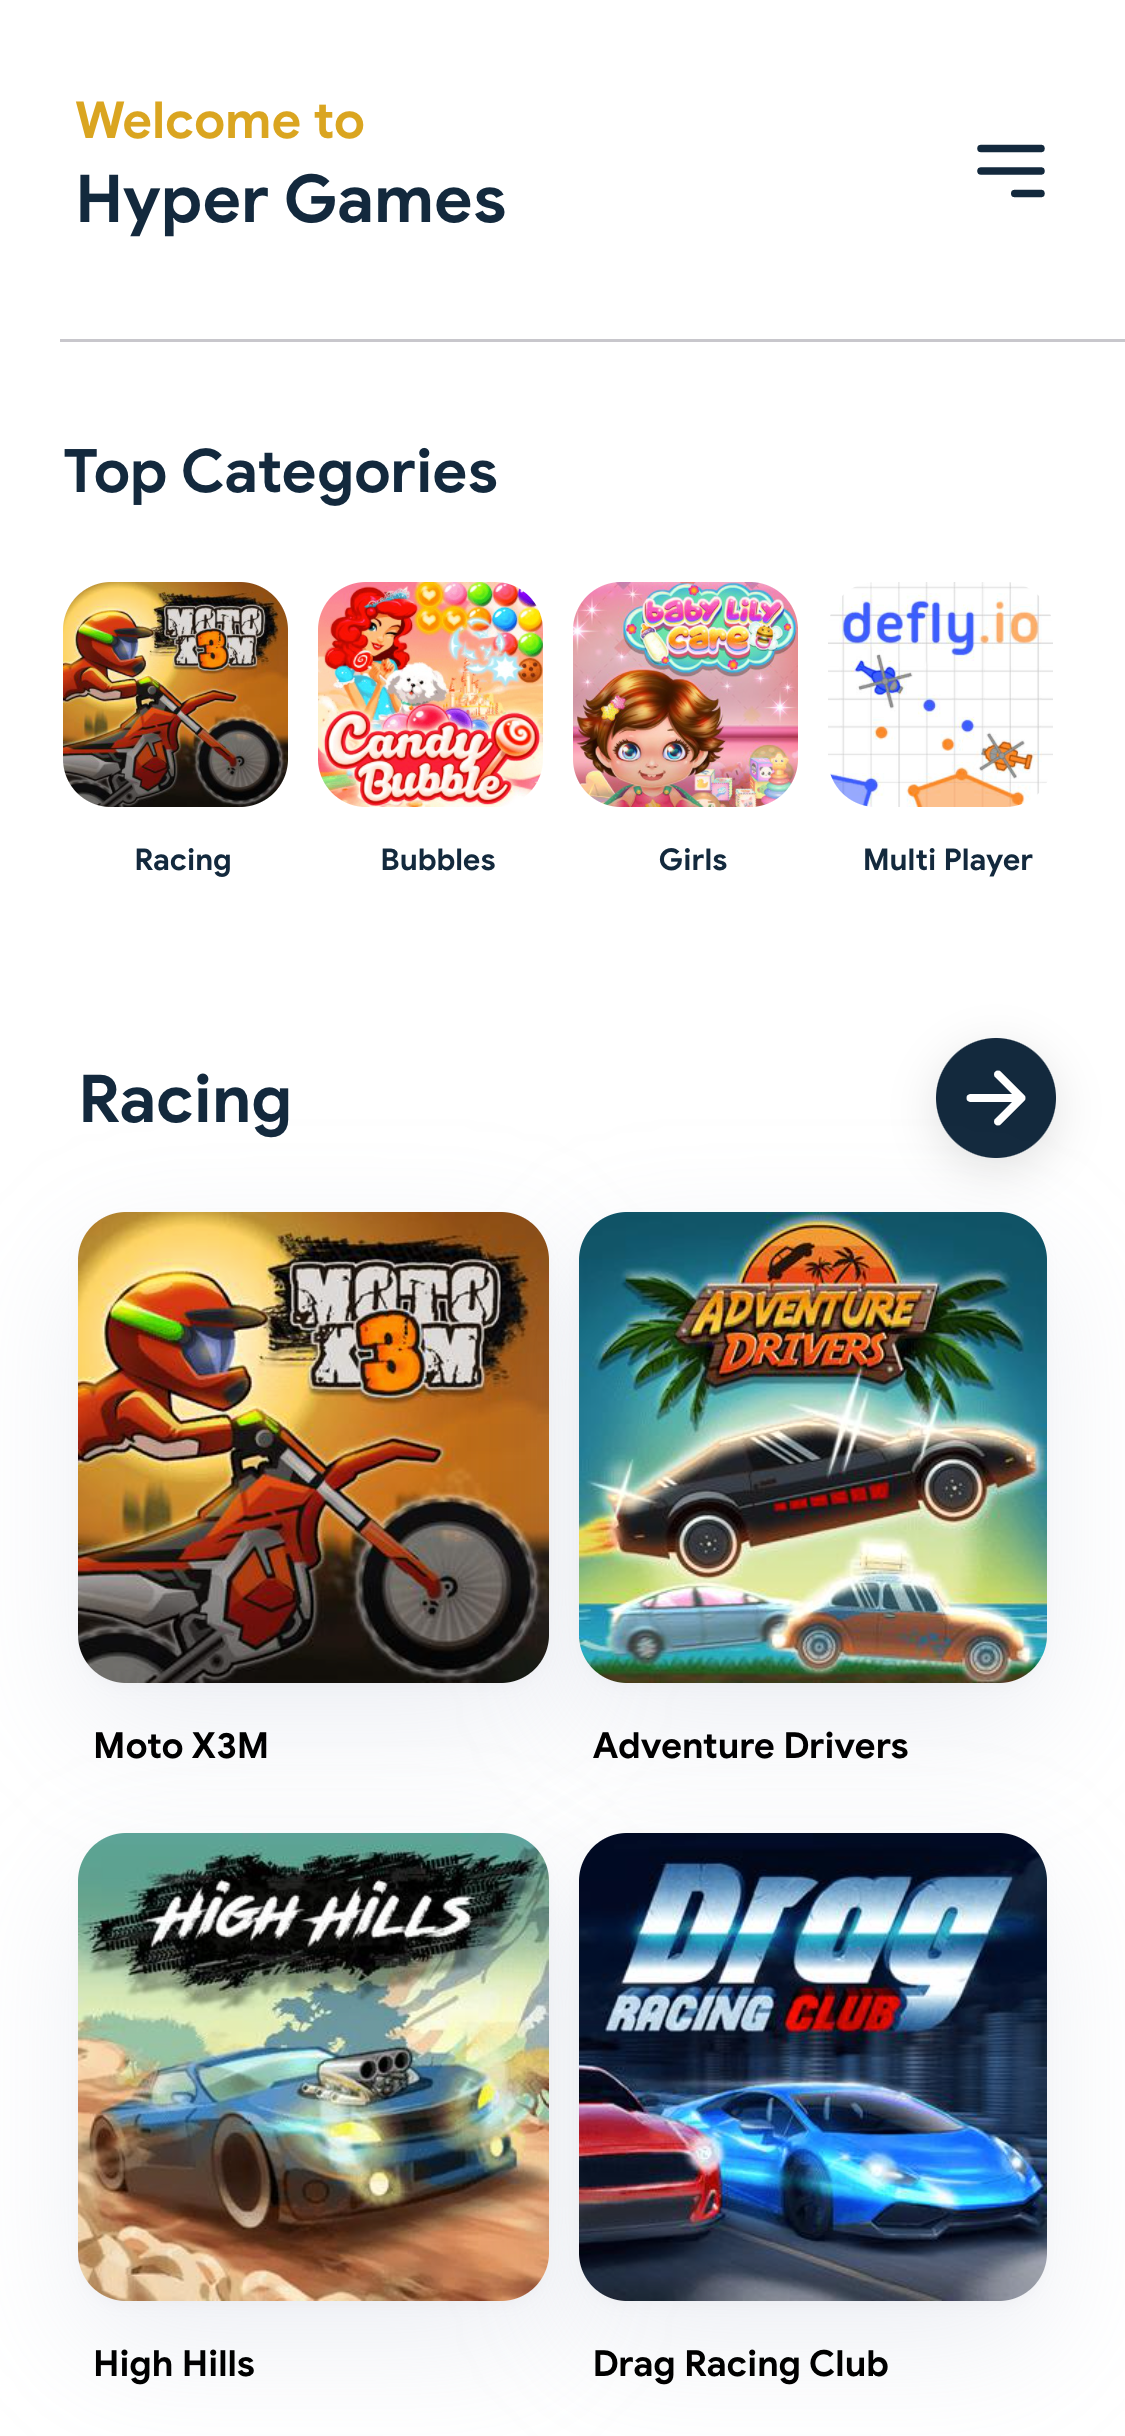 Welcome to
Hyper Games
Top Categories
MOTO
X3M
Candy
Bubble
baby lily
care
defly.io
Racing
Bubbles
Girls
Multi Player
Racing
MOTO
X3M
ADVENTURE
DRIVERS
Moto X3M
Adventure Drivers
HIGH HILLS
Drag
RACING CLUB
High Hills
Drag Racing Club